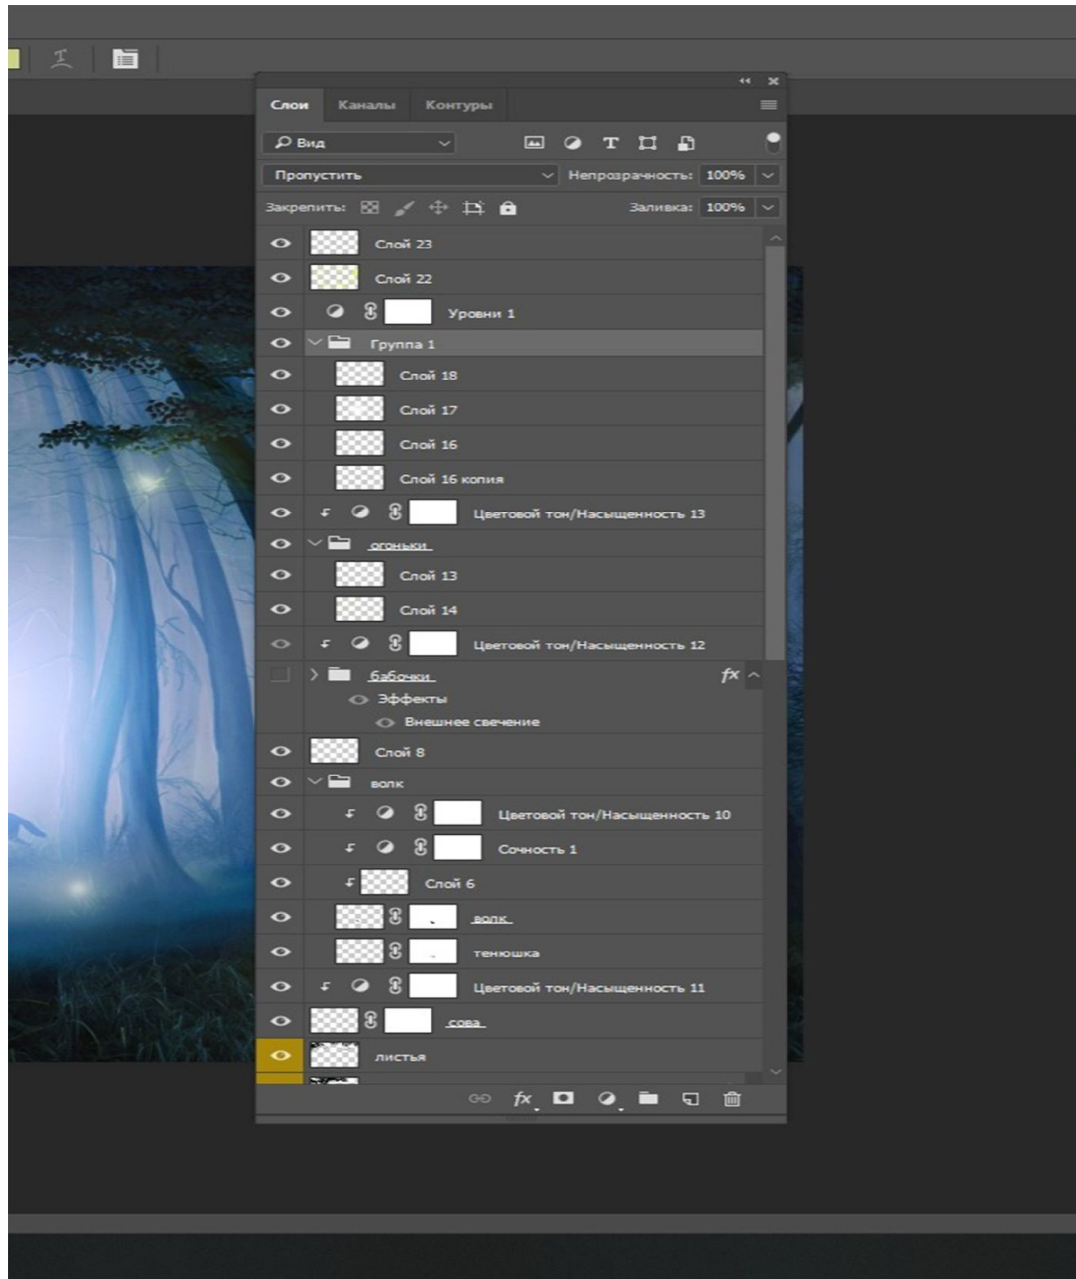 Слои Каналы Контуры
Вид
Пропустить Непрозрачность: 100%
Закрепить: Заливка: 100%
Слой 23
Слой 22
Уровни 1
Группа 1
Слой 18
Слой 17
Слой 16
Слой 16 копия
Цветовой тон/Насыщенность 13
огоньки
Слой 13
Слой 14
Цветовой тон/Насыщенность 12
бабочки fx
Эффекты
Внешнее свечение
Слой 8
волк
Цветовой тон/Насыщенность 10
Сочность 1
Слой 6
волк
тенюшка
Цветовой тон/Насыщенность 11
сова
листья
fx